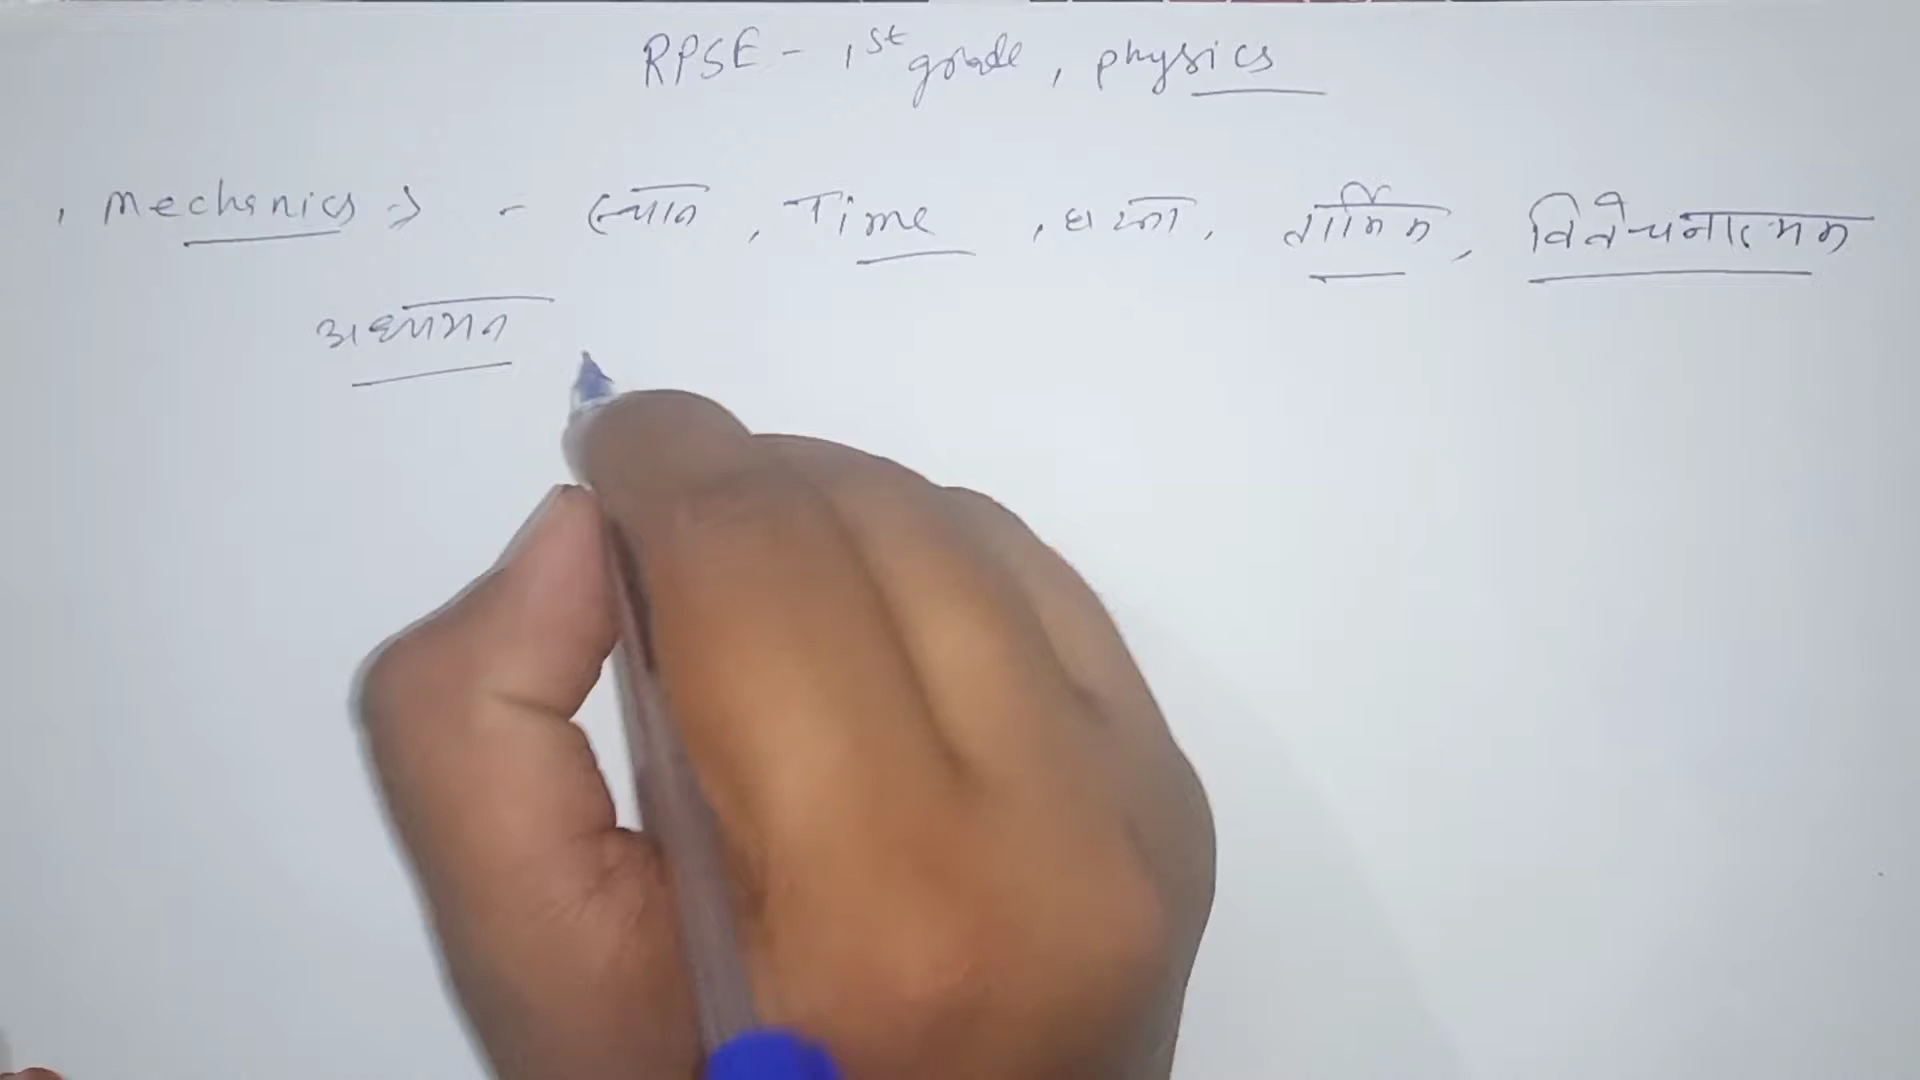 RPSE - 1st grade, physics
, Mechanics => - स्थान, Time, घटना, तार्किक, विवेचनात्मक
अध्ययन